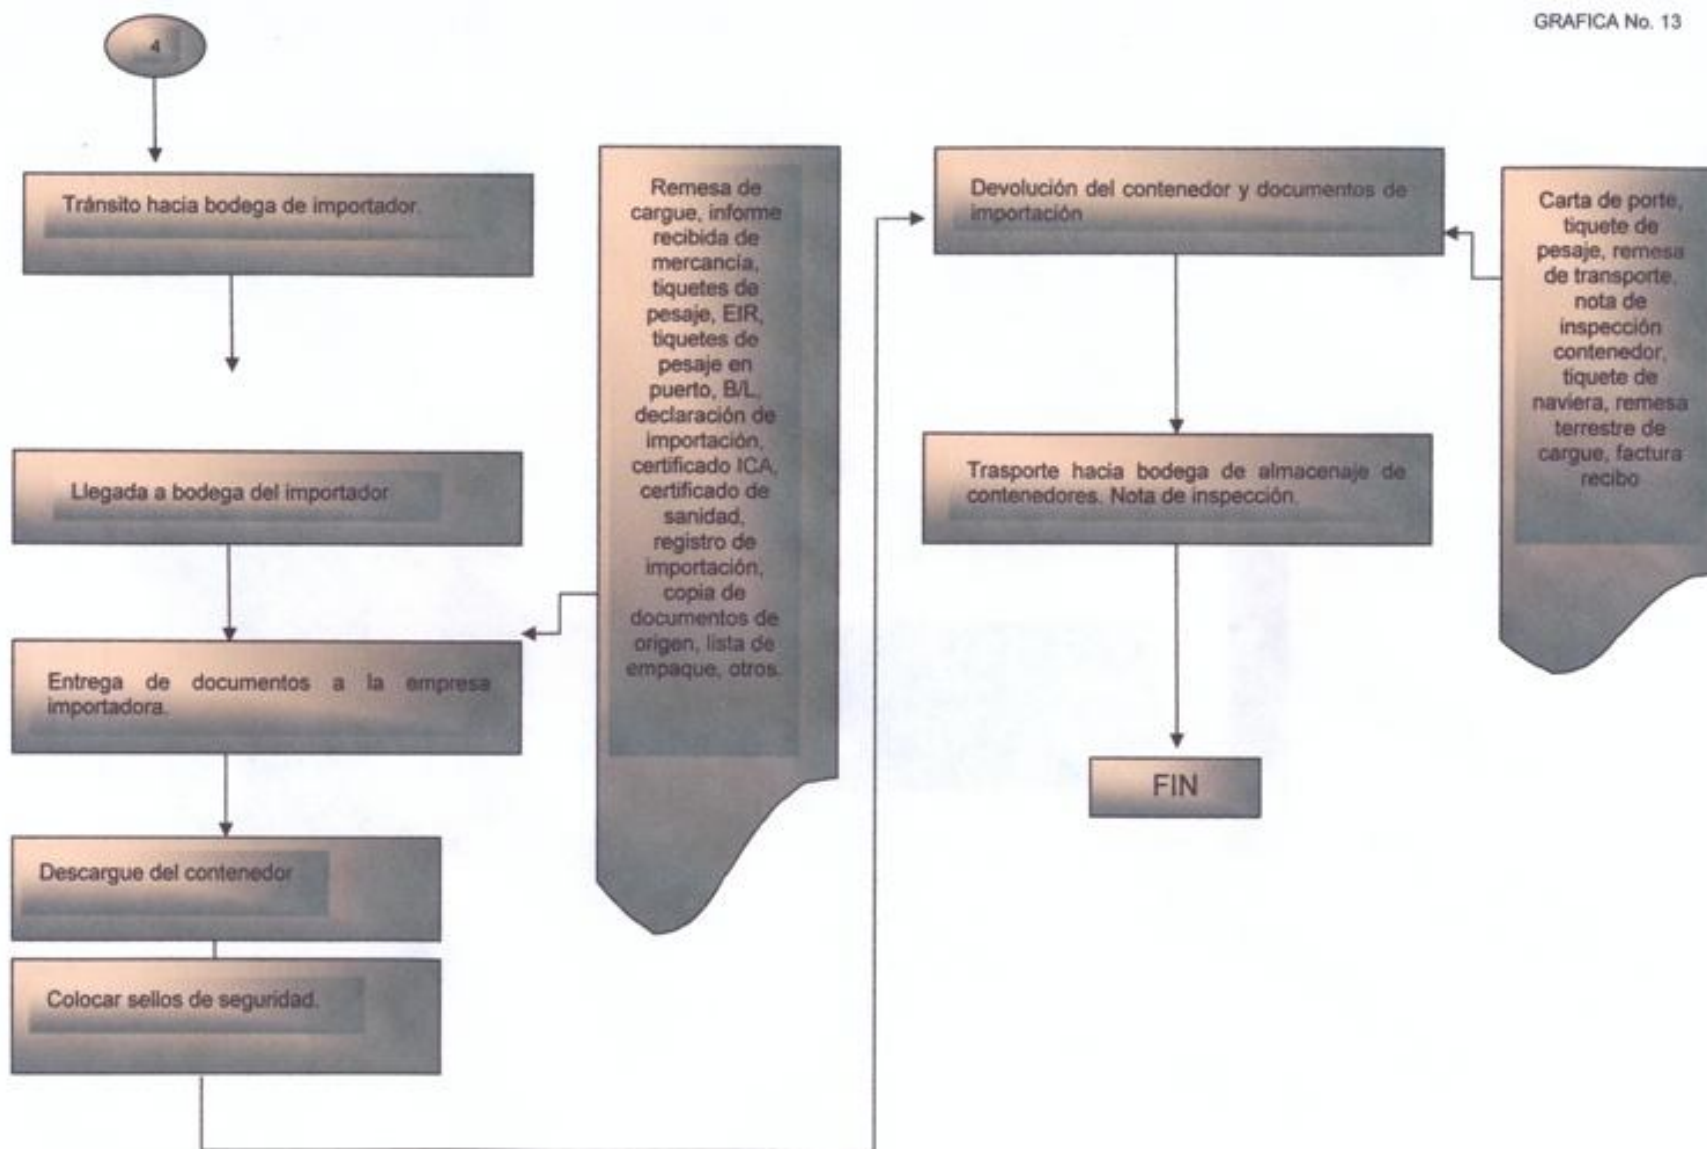 GRAFICA No. 13
4
Tránsito hacia bodega de importador.
Llegada a bodega del importador
Entrega de documentos a la empresa
importadora.
Descargue del contenedor
Colocar sellos de seguridad.
Remesa de
cargue, informe
recibida de
mercancía,
tiquetes de
pesaje, EIR,
tiquetes de
pesaje en
puerto, B/L,
declaración de
importación,
certificado ICA,
certificado de
sanidad,
registro de
importación,
copia de
documentos de
origen, lista de
empaque, otros.
Devolución del contenedor y documentos de
importación
Trasporte hacia bodega de almacenaje de
contenedores. Nota de inspección.
FIN
Carta de porte,
tiquete de
pesaje, remesa
de transporte,
nota de
inspección
contenedor,
tiquete de
naviera, remesa
terrestre de
cargue, factura
recibo